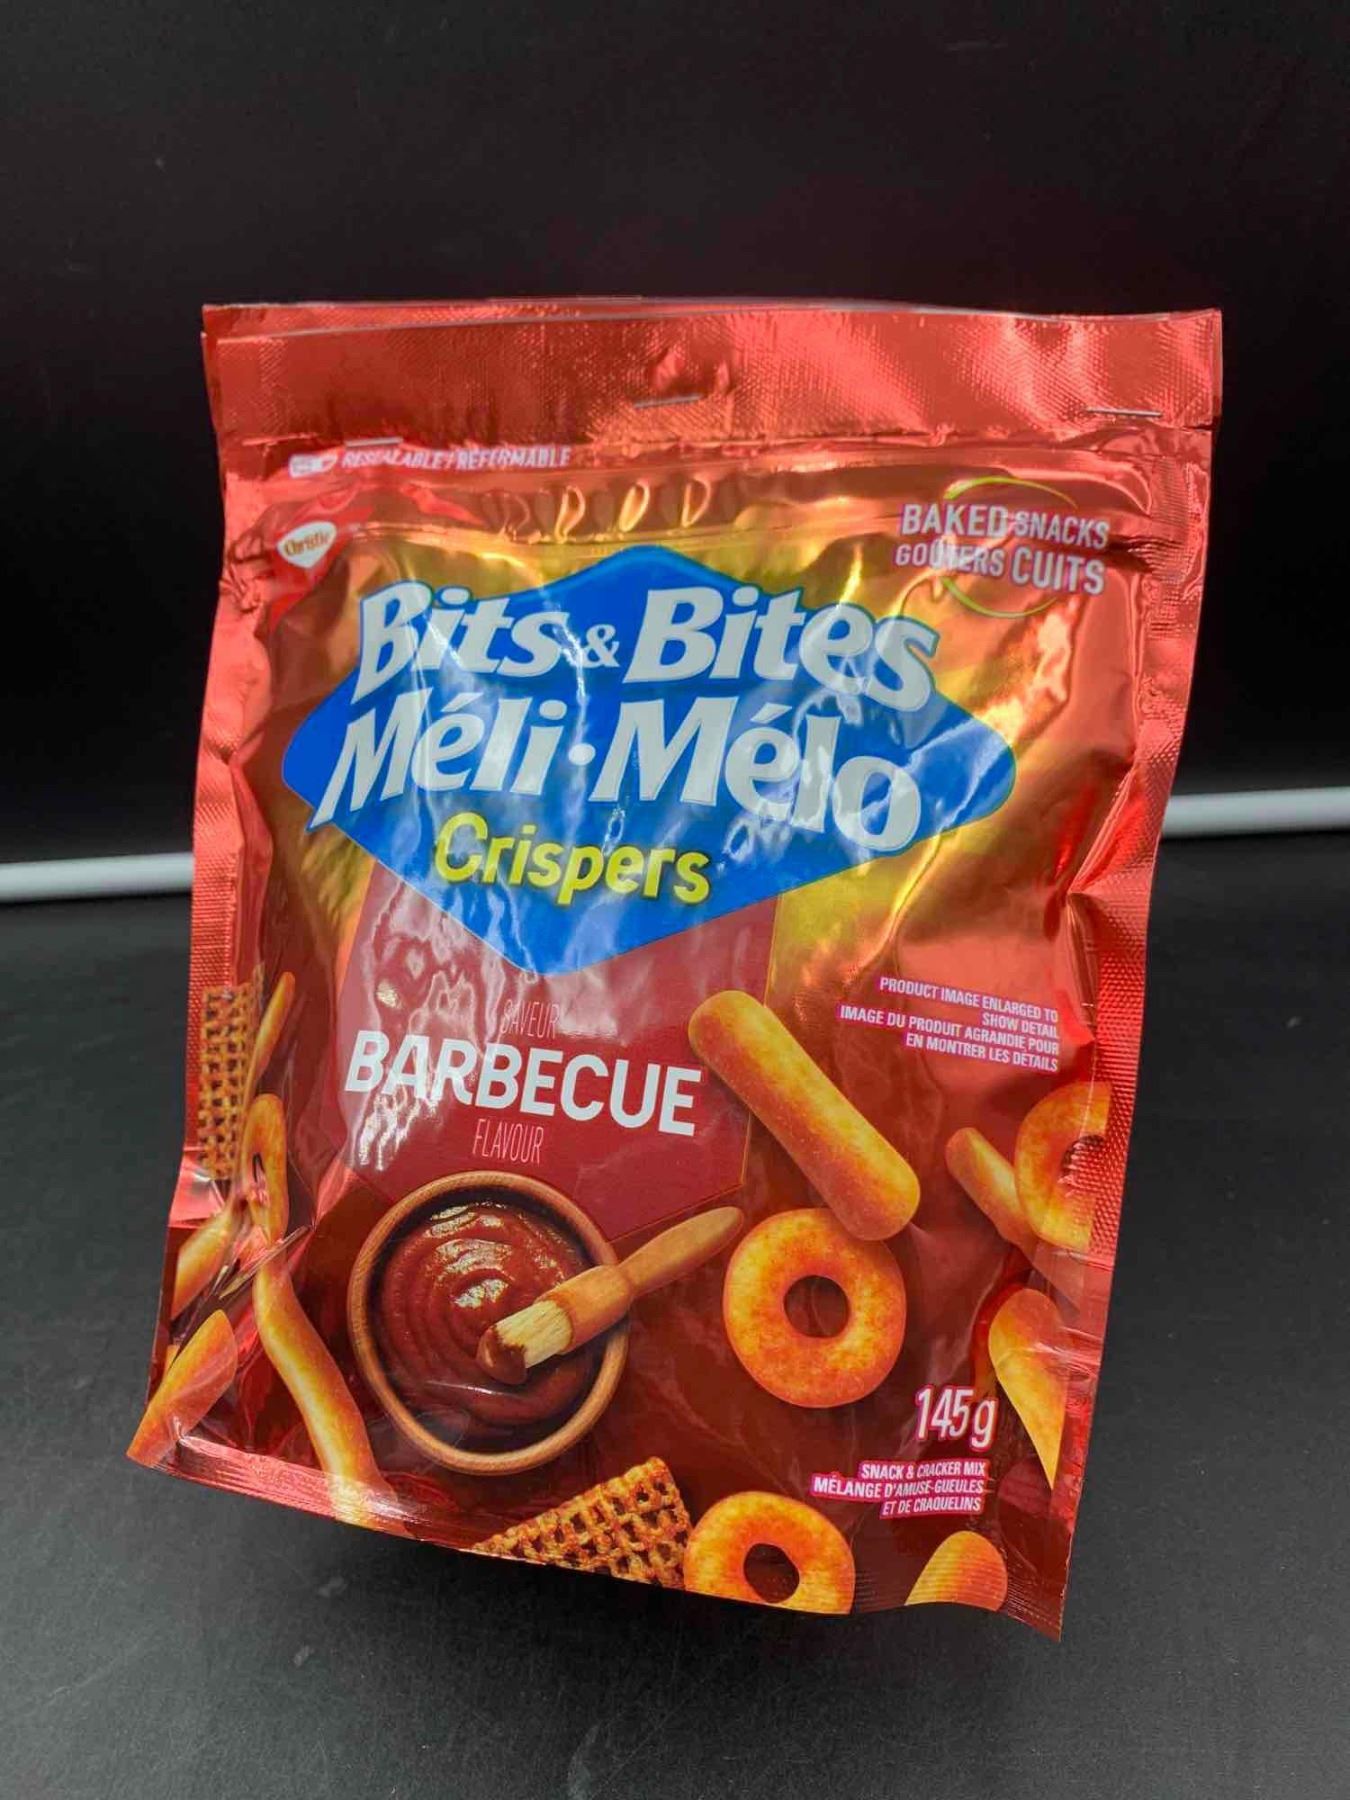 RESEALABLE / REFERMABLE
Christie
BAKED SNACKS
GOÛTERS CUITS
Bits & Bites
Méli·Mélo
Crispers
SAVEUR
BARBECUE
FLAVOUR
PRODUCT IMAGE ENLARGED TO
SHOW DETAIL
IMAGE DU PRODUIT AGRANDIE POUR
EN MONTRER LES DÉTAILS
145 g
SNACK & CRACKER MIX
MÉLANGE D'AMUSE-GUEULES
ET DE CRAQUELINS